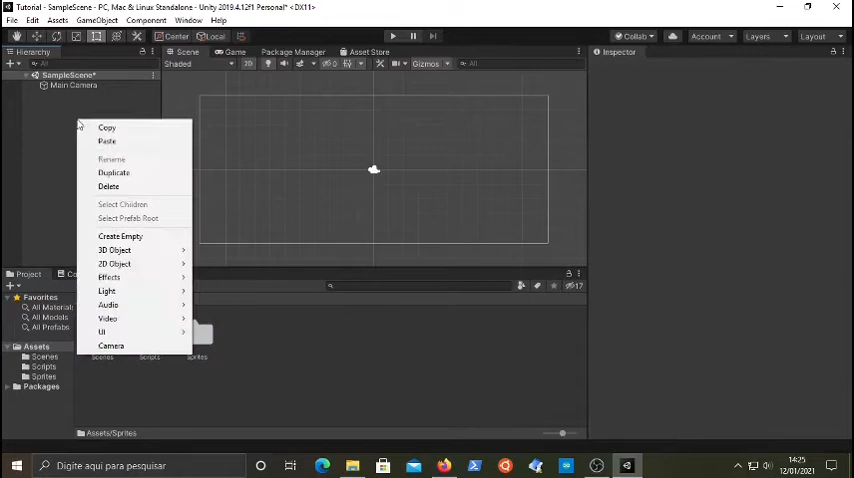 Tutorial - SampleScene - PC, Mac & Linux Standalone - Unity 2019.4.12f1 Personal* <DX11>
File Edit Assets GameObject Component Window Help
Center Local Collab Account Layers Layout
Hierarchy Scene Game Package Manager Asset Store Inspector
All Shaded 2D 0 Gizmos All
SampleScene*
Main Camera
Copy
Paste
Rename
Duplicate
Delete
Select Children
Select Prefab Root
Create Empty
3D Object
2D Object
Effects
Light
Audio
Video
UI
Camera
Project Co
17
Favorites
All Material
All Models
All Prefabs
Assets
Scenes
Scripts
Sprites
Packages
Scenes Scripts Sprites
Assets/Sprites
Digite aqui para pesquisar
14:25
12/01/2021